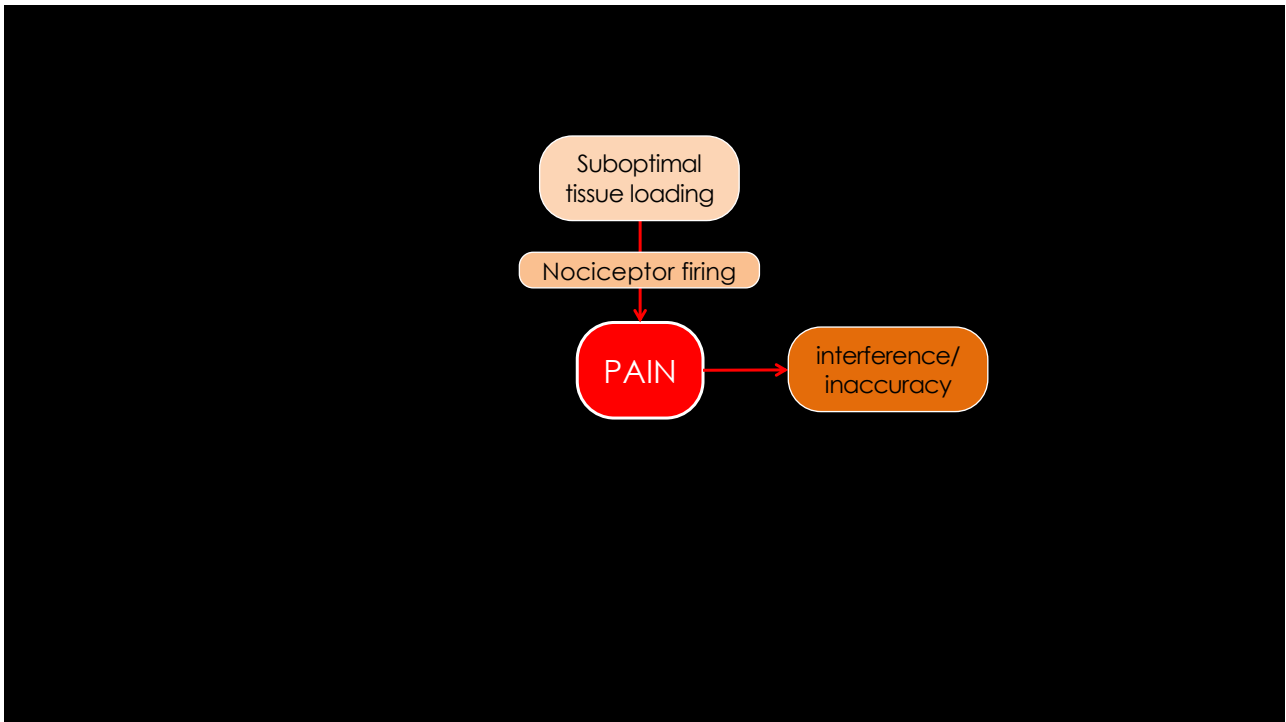 Suboptimal
tissue loading
Nociceptor firing
PAIN
interference/
inaccuracy